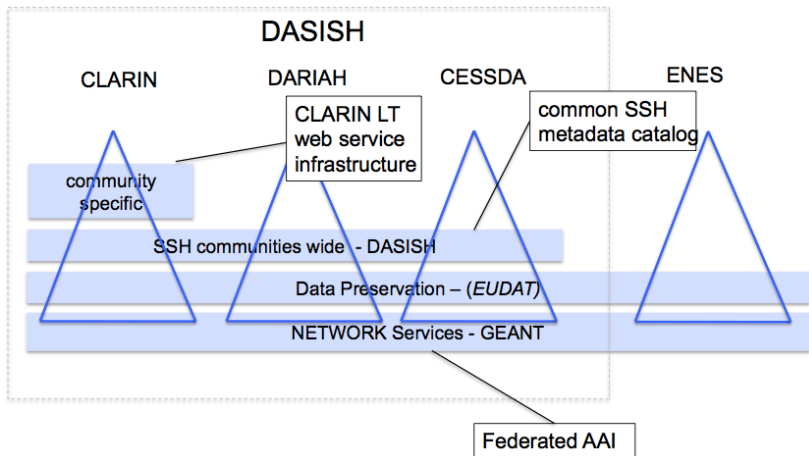 DASISH
CLARIN
DARIAH
CESSDA
ENES
CLARIN LT
web service
infrastructure
common SSH
metadata catalog
community
specific
SSH communities wide - DASISH
Data Preservation – (EUDAT)
NETWORK Services - GEANT
Federated AAI